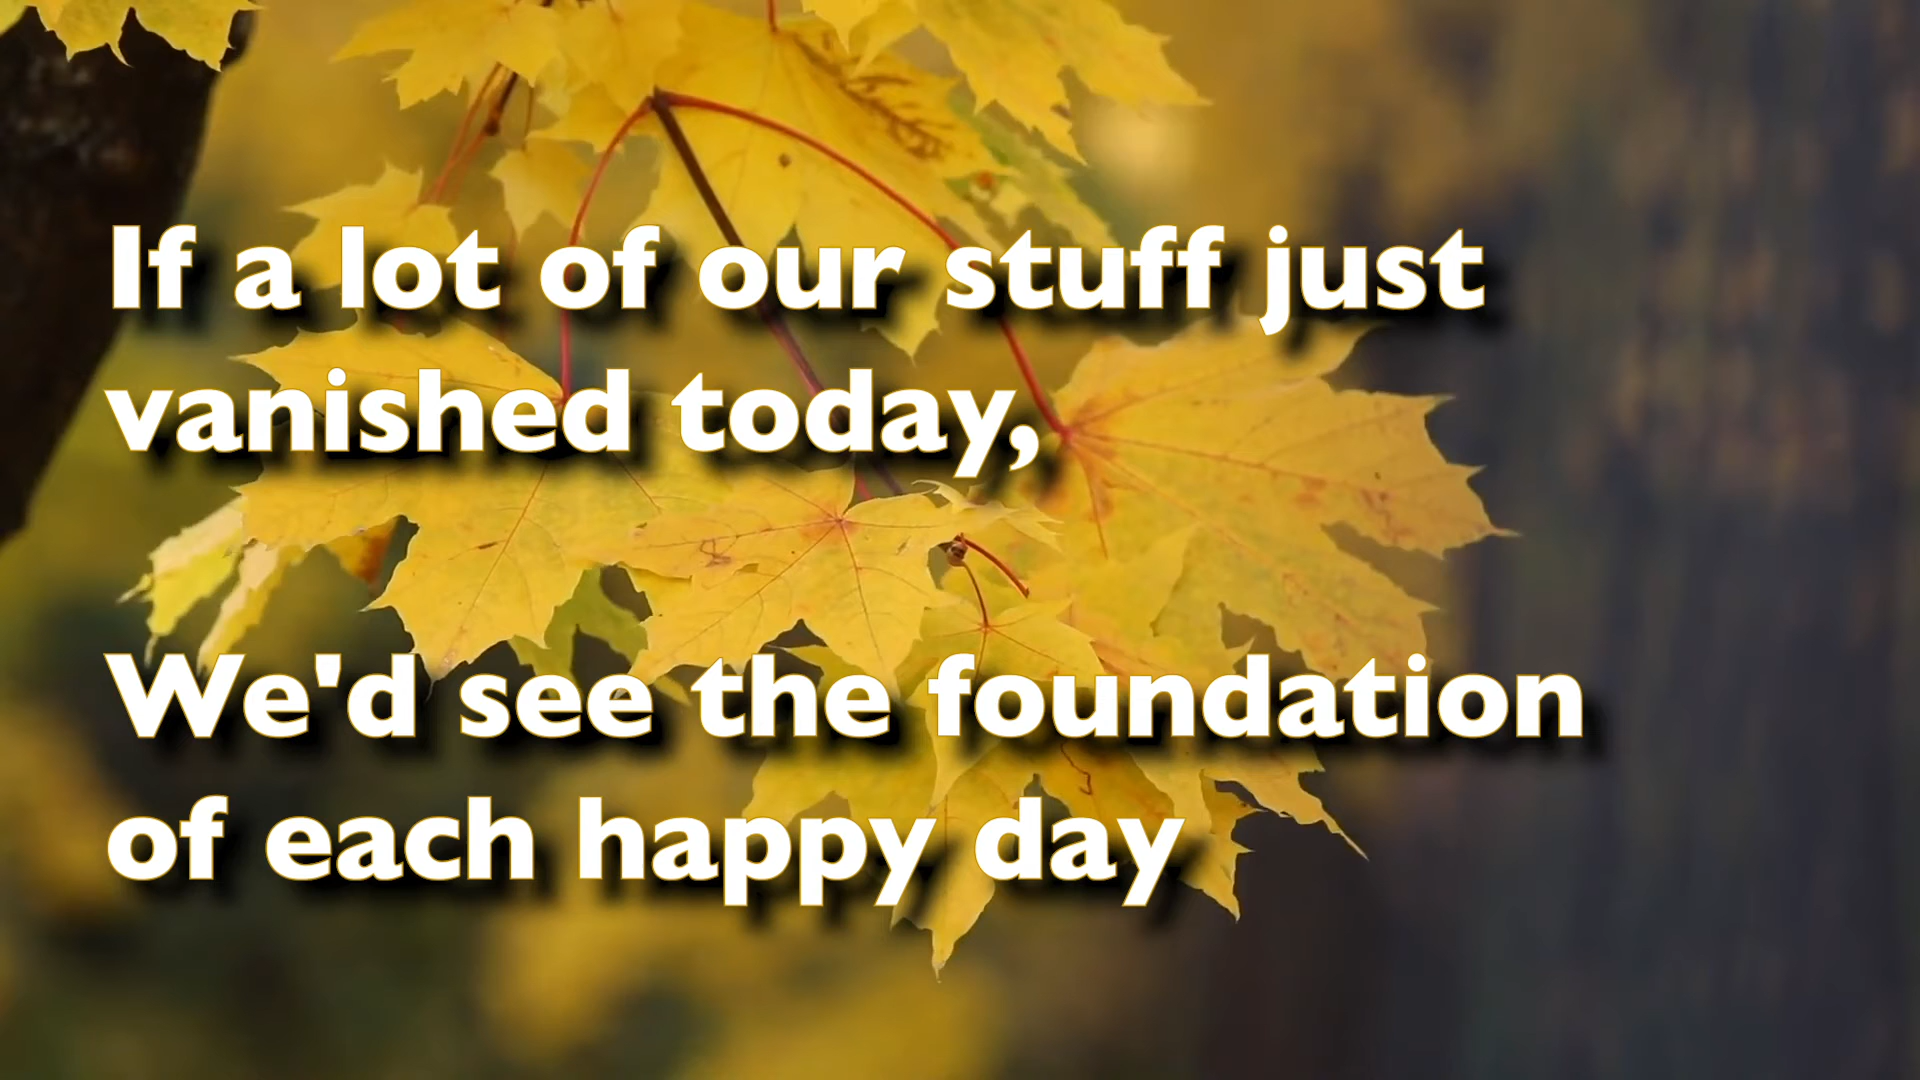 If a lot of our stuff just
vanished today,
We'd see the foundation
of each happy day